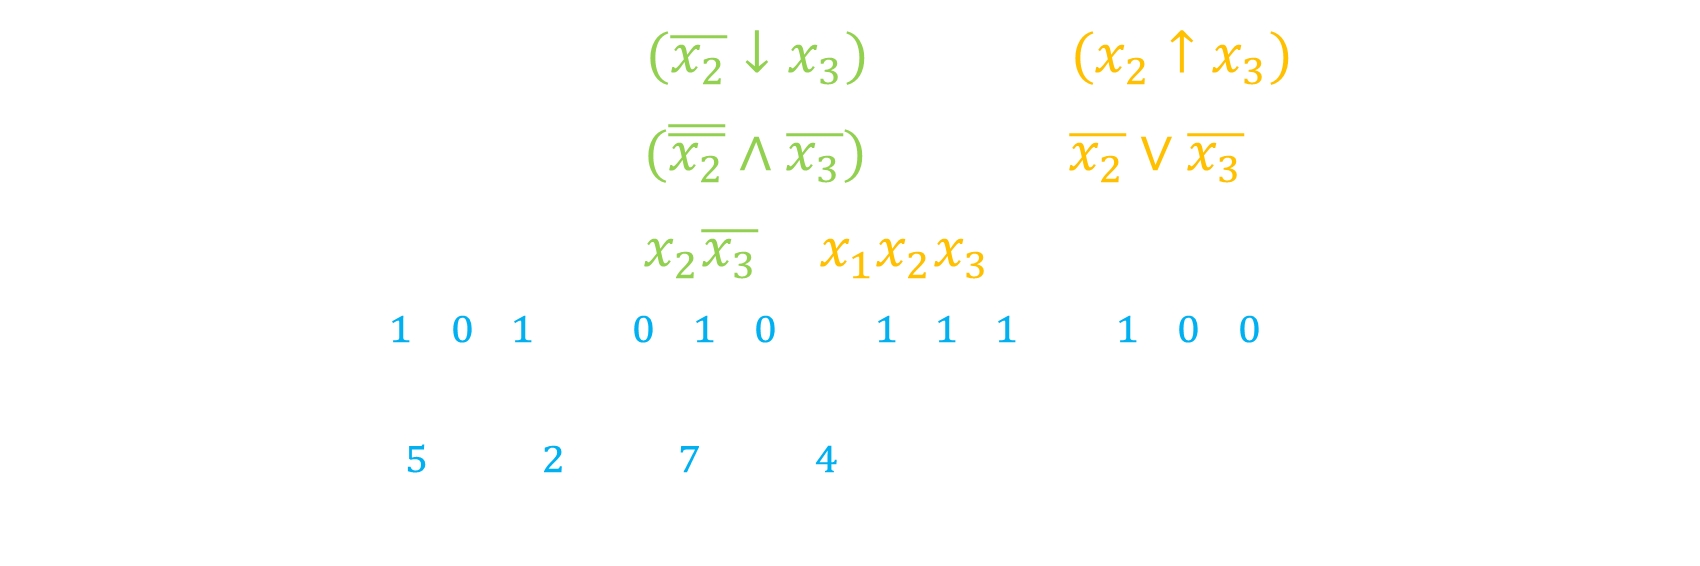 (x̅₂ ↓ x₃) (x₂ ↑ x₃)
(x̿₂ ∧ x̅₃) x̅₂ ∨ x̅₃
x₂x̅₃ x₁x₂x₃
1 0 1 0 1 0 1 1 1 1 0 0
5 2 7 4